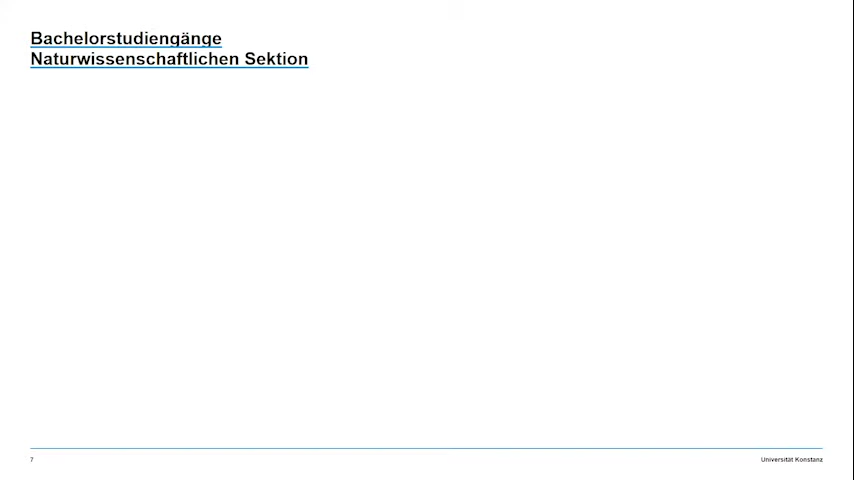 Bachelorstudiengänge
Naturwissenschaftlichen Sektion
7
Universität Konstanz